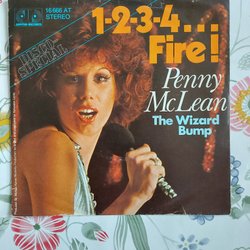 16 666 AT
STEREO
1-2-3-4...
Fire!
DISCO
SPECIAL
Penny
McLean
The Wizard
Bump